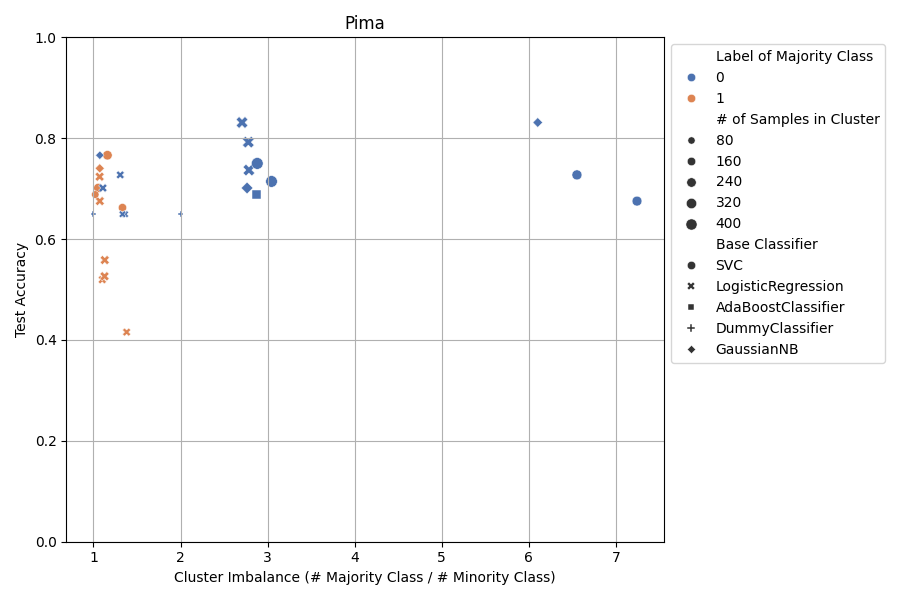 Pima
1.0
0.8
0.6
0.4
0.2
0.0
Test Accuracy
1 2 3 4 5 6 7
Cluster Imbalance (# Majority Class / # Minority Class)
Label of Majority Class
0
1
# of Samples in Cluster
80
160
240
320
400
Base Classifier
SVC
LogisticRegression
AdaBoostClassifier
DummyClassifier
GaussianNB